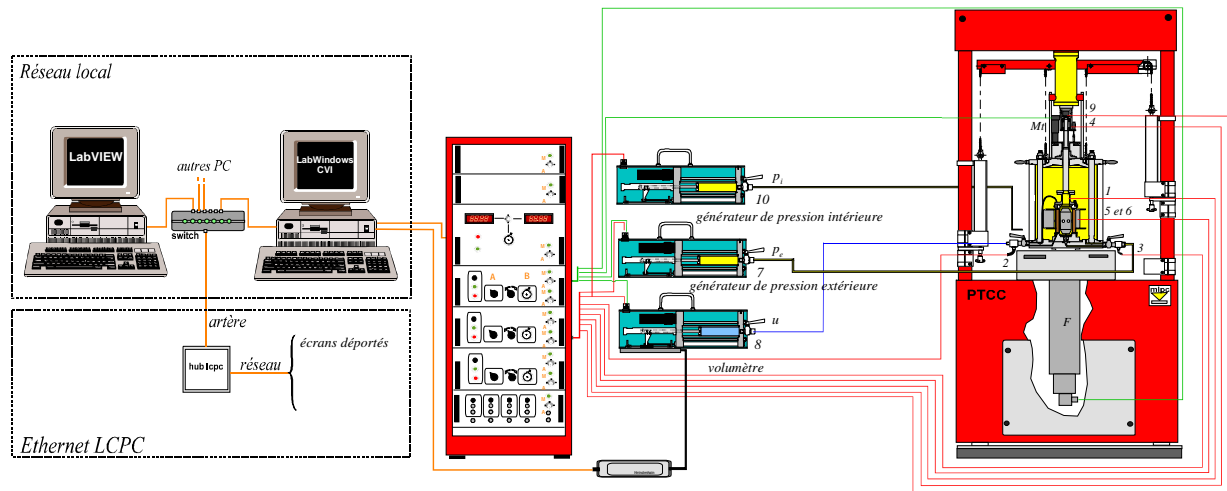 Réseau local
LabVIEW
autres PC
LabWindows
CVI
switch
artère
hub lcpc
réseau
écrans déportés
Ethernet LCPC
A B
M
A
M
A
M
A
M
A
M
A
M
A
M
A
p i
10
générateur de pression intérieure
p e
7
générateur de pression extérieure
u
8
volumètre
9
Mt
4
1
5 et 6
2
3
PTCC
mlpc
F